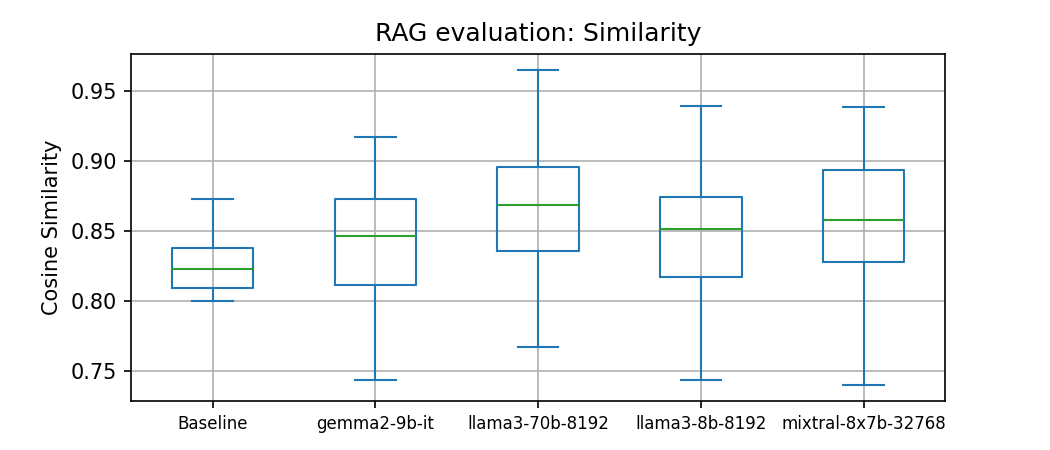 RAG evaluation: Similarity
Cosine Similarity
0.95
0.90
0.85
0.80
0.75
Baseline
gemma2-9b-it
llama3-70b-8192
llama3-8b-8192
mixtral-8x7b-32768